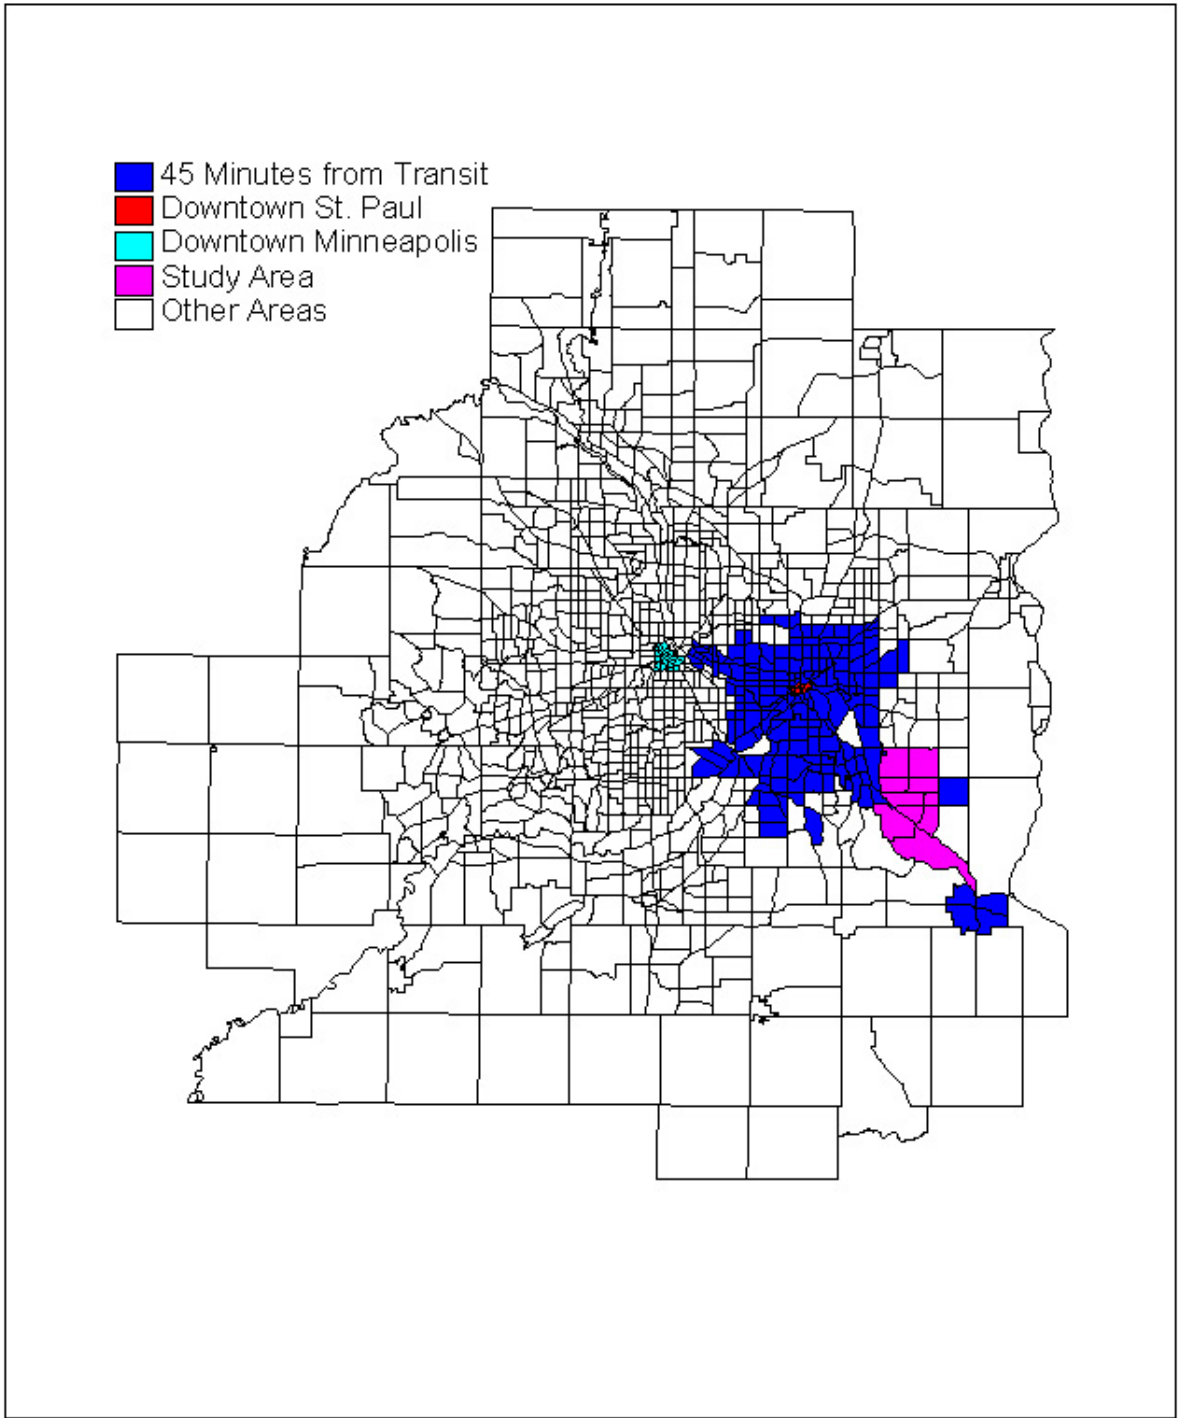 45 Minutes from Transit
Downtown St. Paul
Downtown Minneapolis
Study Area
Other Areas